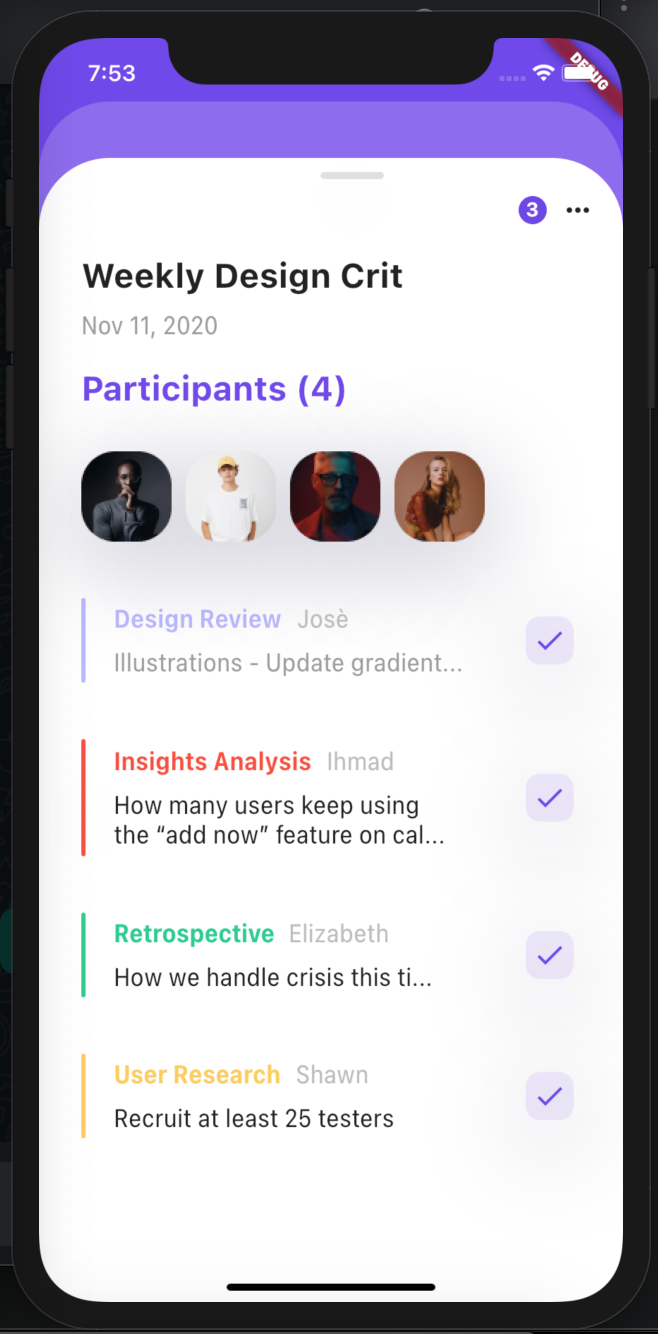 7:53
DEBUG
3
Weekly Design Crit
Nov 11, 2020
Participants (4)
Design Review Josè
Illustrations - Update gradient...
Insights Analysis Ihmad
How many users keep using
the “add now” feature on cal...
Retrospective Elizabeth
How we handle crisis this ti...
User Research Shawn
Recruit at least 25 testers